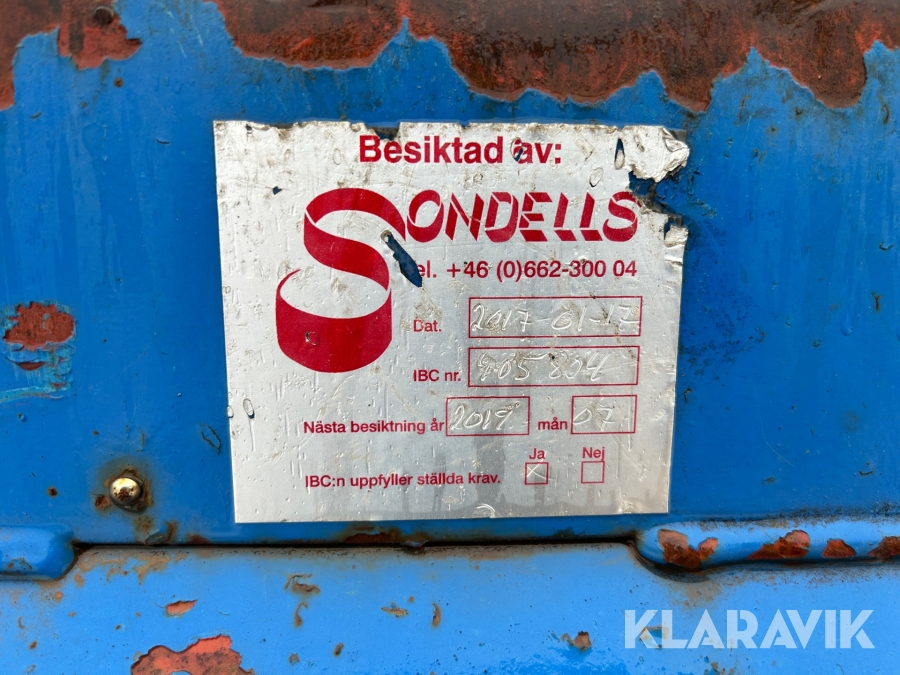 Besiktad av:
SONDELLS
Tel. +46 (0)662-300 04
Dat. 2017-01-17
IBC nr. 805 804
Nästa besiktning år 2019 mån 07
Ja Nej
IBC:n uppfyller ställda krav. X
KLARAVIK